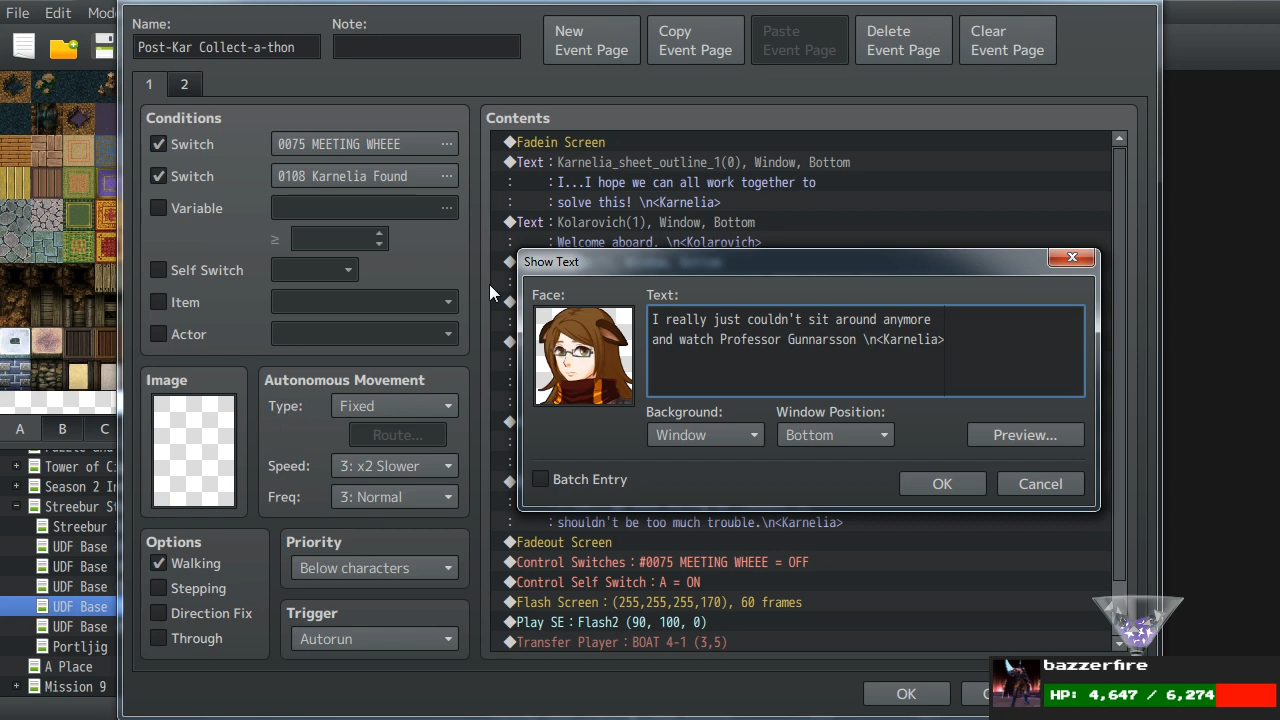 File Edit Mod
Name:
Note:
Post-Kar Collect-a-thon
New
Event Page
Copy
Event Page
Paste
Event Page
Delete
Event Page
Clear
Event Page
1
2
Conditions
Switch
0075 MEETING WHEEE
...
Switch
0108 Karnelia Found
...
Variable
...
≥
Self Switch
Item
Actor
Image
Autonomous Movement
Type:
Fixed
Route...
Speed:
3: x2 Slower
Freq:
3: Normal
Options
Walking
Stepping
Direction Fix
Through
Priority
Below characters
Trigger
Autorun
Contents
◆Fadein Screen
◆Text：Karnelia_sheet_outline_1(0), Window, Bottom
: : I...I hope we can all work together to
: : solve this! \n<Karnelia>
◆Text：Kolarovich(1), Window, Bottom
: : Welcome aboard. \n<Kolarovich>
Show Text
Face:
Text:
I really just couldn't sit around anymore
and watch Professor Gunnarsson \n<Karnelia>
Background:
Window
Window Position:
Bottom
Preview...
Batch Entry
OK
Cancel
: : shouldn't be too much trouble.\n<Karnelia>
◆Fadeout Screen
◆Control Switches：#0075 MEETING WHEEE = OFF
◆Control Self Switch：A = ON
◆Flash Screen：(255,255,255,170), 60 frames
◆Play SE：Flash2 (90, 100, 0)
◆Transfer Player：BOAT 4-1 (3,5)
OK
A B C
Tower of C
Season 2 I
Streebur S
Streebur
UDF Base
UDF Base
UDF Base
UDF Base
UDF Base
Portljig
A Place
Mission 9
bazzerfire
HP: 4,647 / 6,274